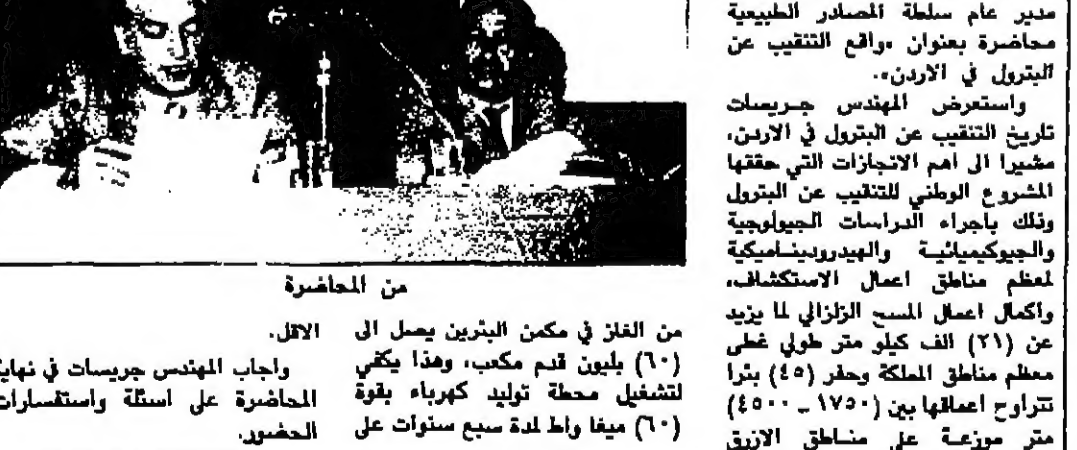 مدير عام سلطة المصادر الطبيعية
محاضرة بعنوان «واقع التنقيب عن
البترول في الاردن».
واستعرض المهندس جريسات
تاريخ التنقيب عن البترول في الاردن،
مشيرا الى اهم الانجازات التي حققها
المشروع الوطني للتنقيب عن البترول
وذلك باجراء الدراسات الجيولوجية
والجيوكيميائية والهيدروديناميكية
لمعظم مناطق اعمال الاستكشاف،
واكمال اعمال المسح الزلزالي لما يزيد
عن (٢١) الف كيلو متر طولي غطى
معظم مناطق المملكة وحفر (٤٥) بئرا
تتراوح اعماقها بين (١٧٥٠ ـ ٤٥٠٠)
متر موزعة على مناطق الازرق
من المحاضرة
من الغاز في مكمن البئرين يصل الى
(٦٠) بليون قدم مكعب، وهذا يكفي
لتشغيل محطة توليد كهرباء بقوة
(٦٠) ميغا واط لمدة سبع سنوات على
الاقل.
واجاب المهندس جريسات في نهاية
المحاضرة على اسئلة واستفسارات
الحضور.